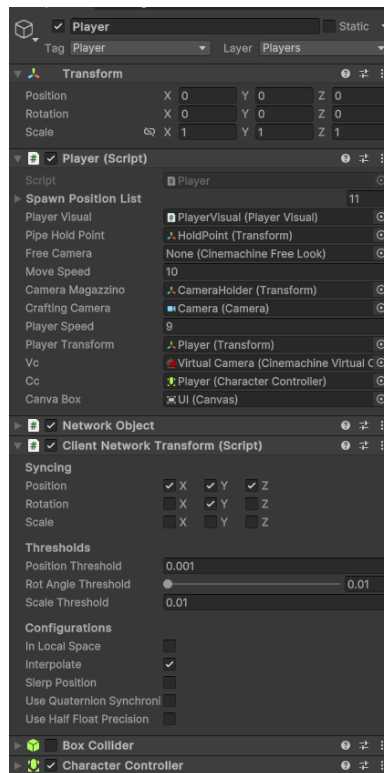 Player Static
Tag Player Layer Players
Transform
Position X 0 Y 0 Z 0
Rotation X 0 Y 0 Z 0
Scale X 1 Y 1 Z 1
# Player (Script)
Script Player
Spawn Position List 11
Player Visual PlayerVisual (Player Visual)
Pipe Hold Point HoldPoint (Transform)
Free Camera None (Cinemachine Free Look)
Move Speed 10
Camera Magazzino CameraHolder (Transform)
Crafting Camera Camera (Camera)
Player Speed 9
Player Transform Player (Transform)
Vc Virtual Camera (Cinemachine Virtual C
Cc Player (Character Controller)
Canva Box UI (Canvas)
# Network Object
# Client Network Transform (Script)
Syncing
Position X Y Z
Rotation X Y Z
Scale X Y Z
Thresholds
Position Threshold 0.001
Rot Angle Threshold 0.01
Scale Threshold 0.01
Configurations
In Local Space
Interpolate
Slerp Position
Use Quaternion Synchroni
Use Half Float Precision
Box Collider
Character Controller